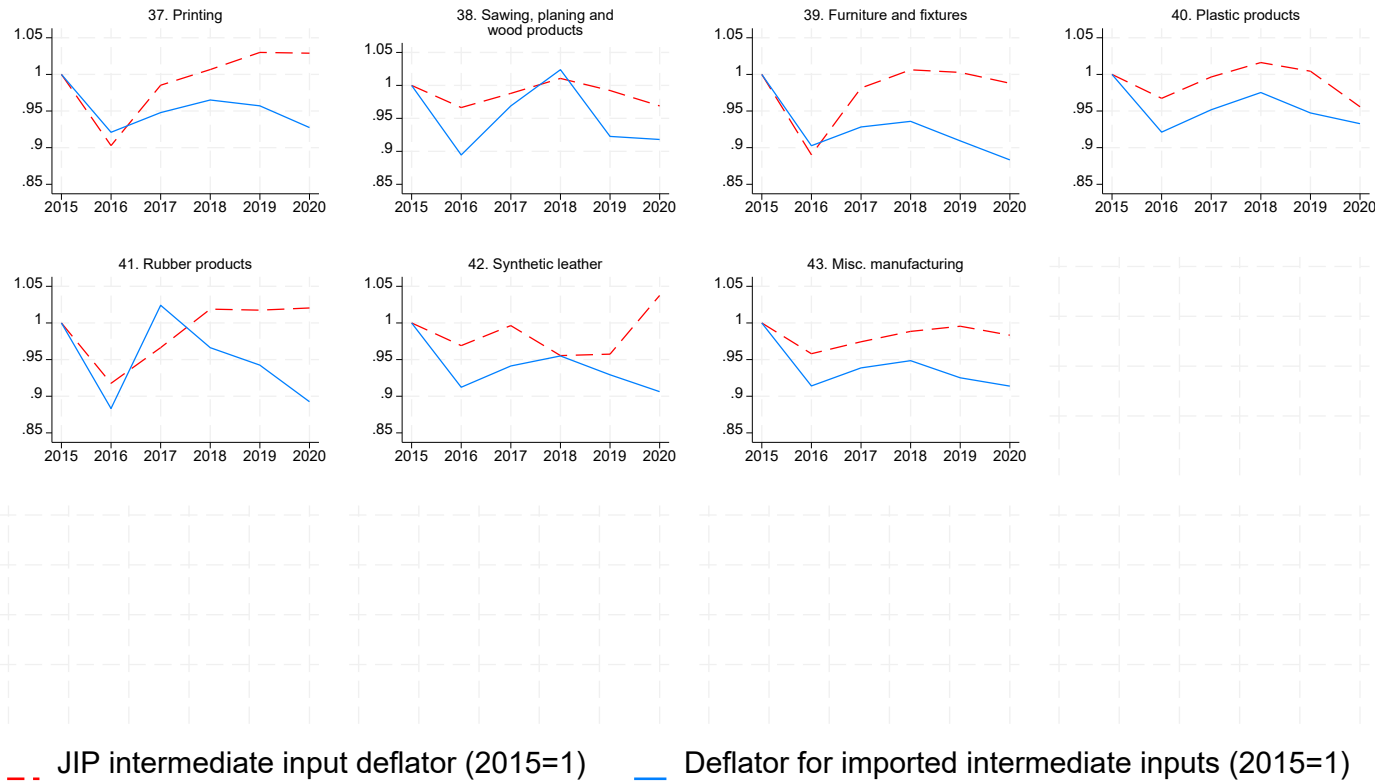 37. Printing
1.05
1
.95
.9
.85
2015 2016 2017 2018 2019 2020
38. Sawing, planing and
wood products
1.05
1
.95
.9
.85
2015 2016 2017 2018 2019 2020
39. Furniture and fixtures
1.05
1
.95
.9
.85
2015 2016 2017 2018 2019 2020
40. Plastic products
1.05
1
.95
.9
.85
2015 2016 2017 2018 2019 2020
41. Rubber products
1.05
1
.95
.9
.85
2015 2016 2017 2018 2019 2020
42. Synthetic leather
1.05
1
.95
.9
.85
2015 2016 2017 2018 2019 2020
43. Misc. manufacturing
1.05
1
.95
.9
.85
2015 2016 2017 2018 2019 2020
JIP intermediate input deflator (2015=1)
Deflator for imported intermediate inputs (2015=1)